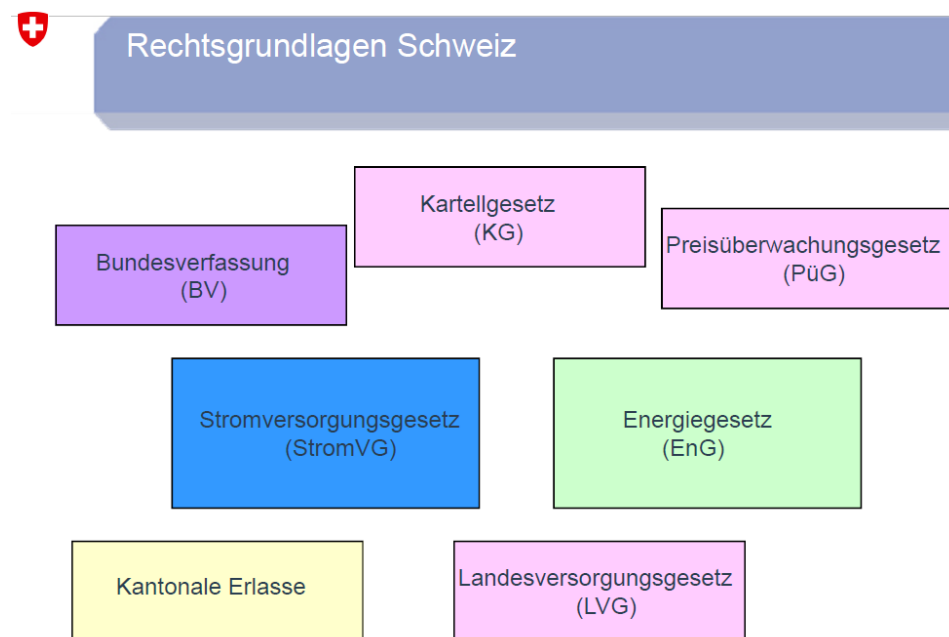 Rechtsgrundlagen Schweiz
Kartellgesetz
(KG)
Bundesverfassung
(BV)
Preisüberwachungsgesetz
(PüG)
Stromversorgungsgesetz
(StromVG)
Energiegesetz
(EnG)
Kantonale Erlasse
Landesversorgungsgesetz
(LVG)